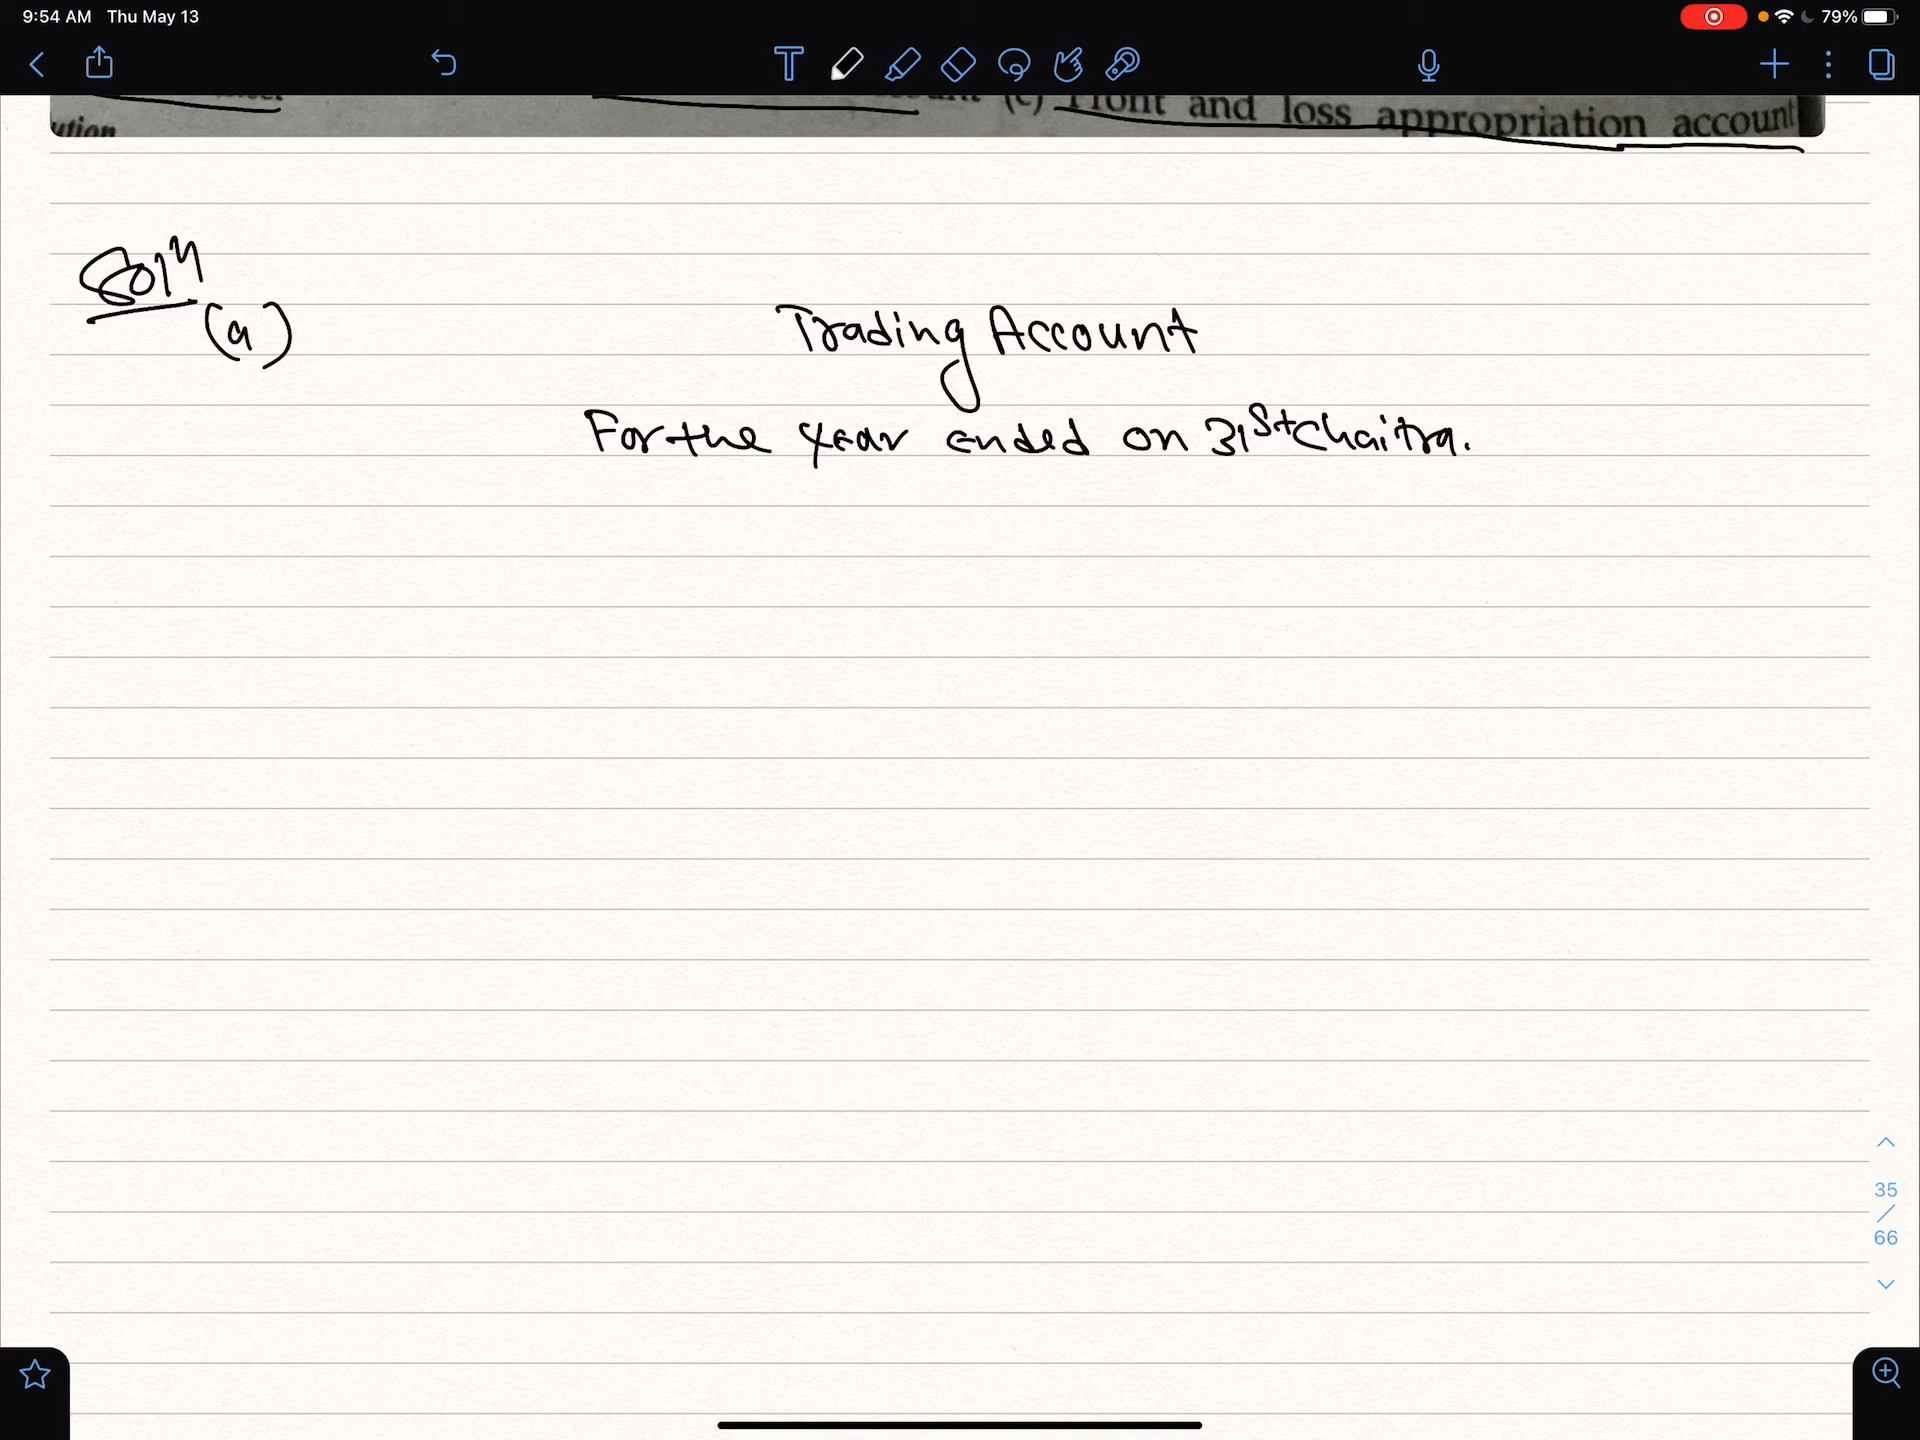 9:54 AM Thu May 13
79%
T
(c) Profit and loss appropriation account
ution
Soln
(a)
Trading Account
For the year ended on 31st Chaitra.
35
66